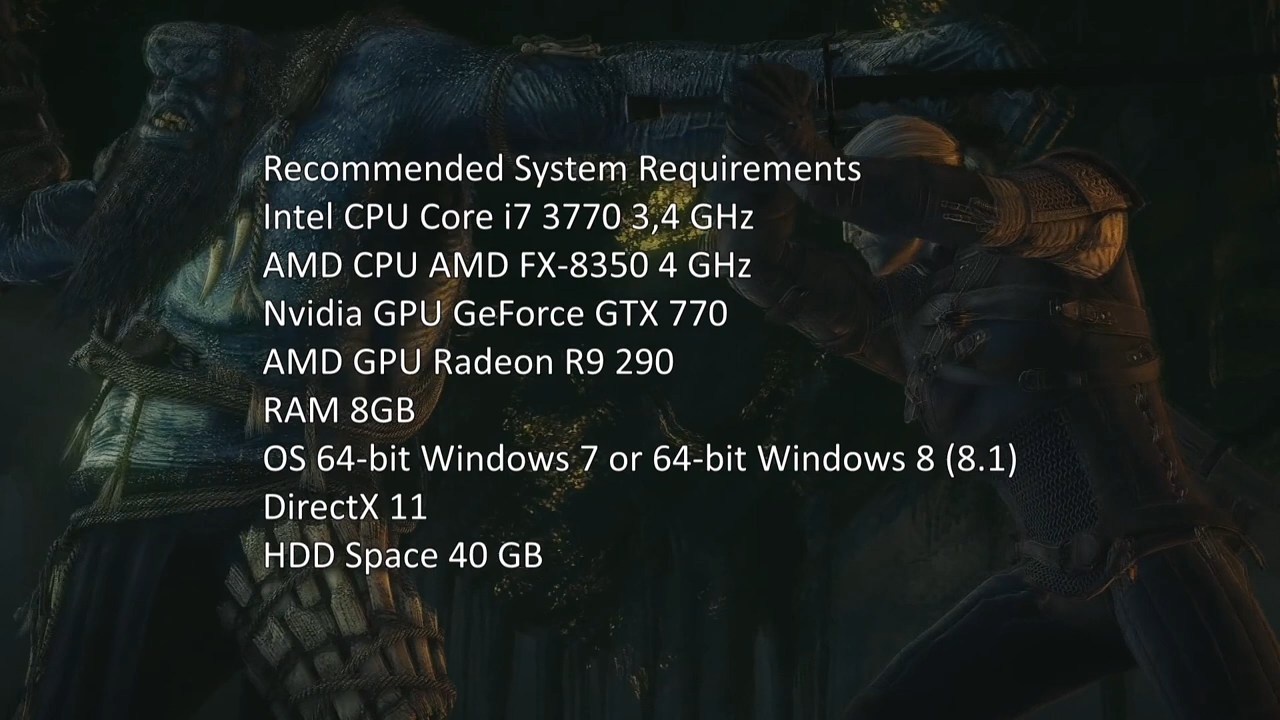 Recommended System Requirements
Intel CPU Core i7 3770 3,4 GHz
AMD CPU AMD FX-8350 4 GHz
Nvidia GPU GeForce GTX 770
AMD GPU Radeon R9 290
RAM 8GB
OS 64-bit Windows 7 or 64-bit Windows 8 (8.1)
DirectX 11
HDD Space 40 GB